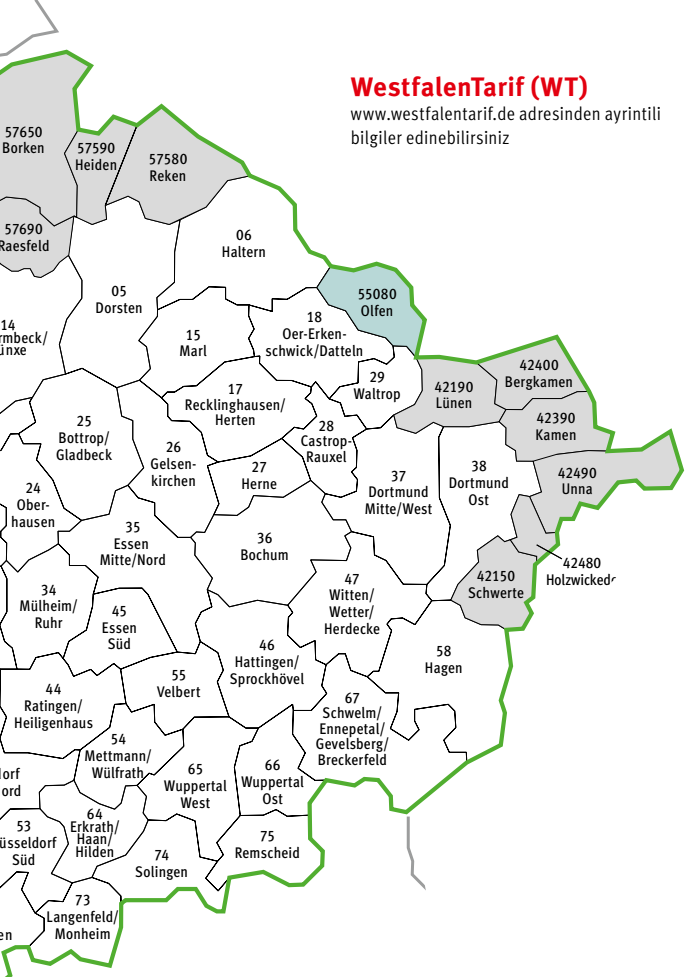 WestfalenTarif (WT)
www.westfalentarif.de adresinden ayrintili
bilgiler edinebilirsiniz
57650
Borken
57590
Heiden
57580
Reken
57690
Raesfeld
06
Haltern
05
Dorsten
55080
Olfen
14
15
Marl
18
Oer-Erken-
schwick/Datteln
29
Waltrop
42190
Lünen
42400
Bergkamen
42390
Kamen
42490
Unna
17
Recklinghausen/
Herten
25
Bottrop/
Gladbeck
26
Gelsen-
kirchen
28
Castrop-
Rauxel
27
Herne
37
Dortmund
Mitte/West
38
Dortmund
Ost
24
Ober-
hausen
35
Essen
Mitte/Nord
36
Bochum
42480
Holzwickede
42150
Schwerte
34
Mülheim/
Ruhr
45
Essen
Süd
47
Witten/
Wetter/
Herdecke
46
Hattingen/
Sprockhövel
58
Hagen
44
Ratingen/
Heiligenhaus
55
Velbert
67
Schwelm/
Ennepetal/
Gevelsberg/
Breckerfeld
54
Mettmann/
Wülfrath
65
Wuppertal
West
66
Wuppertal
Ost
64
Erkrath/
Haan/
Hilden
53
üsseldorf
Süd
74
Solingen
75
Remscheid
73
Langenfeld/
Monheim